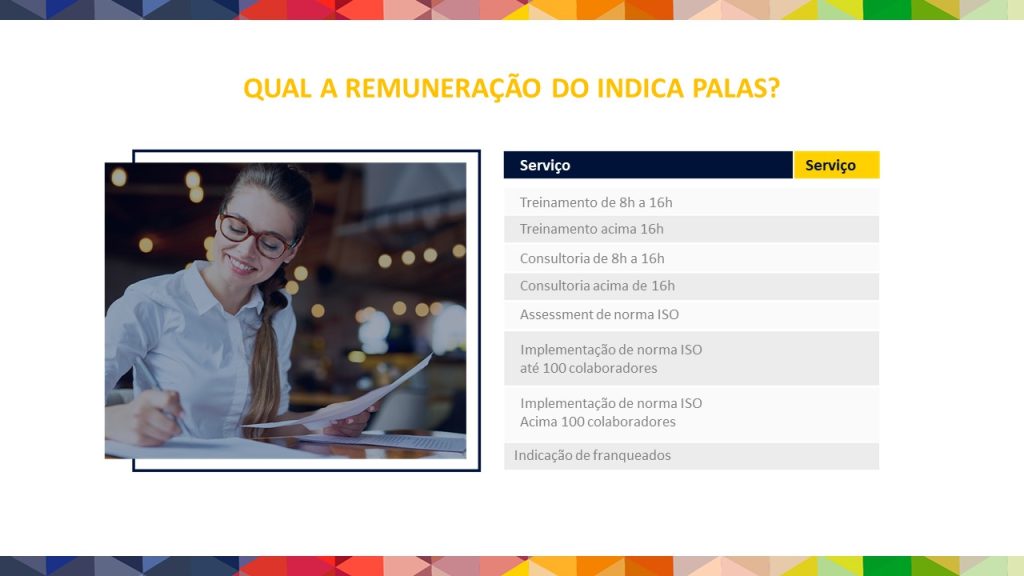 QUAL A REMUNERAÇÃO DO INDICA PALAS?
Serviço
Serviço
Treinamento de 8h a 16h
Treinamento acima 16h
Consultoria de 8h a 16h
Consultoria acima de 16h
Assessment de norma ISO
Implementação de norma ISO
até 100 colaboradores
Implementação de norma ISO
Acima 100 colaboradores
Indicação de franqueados